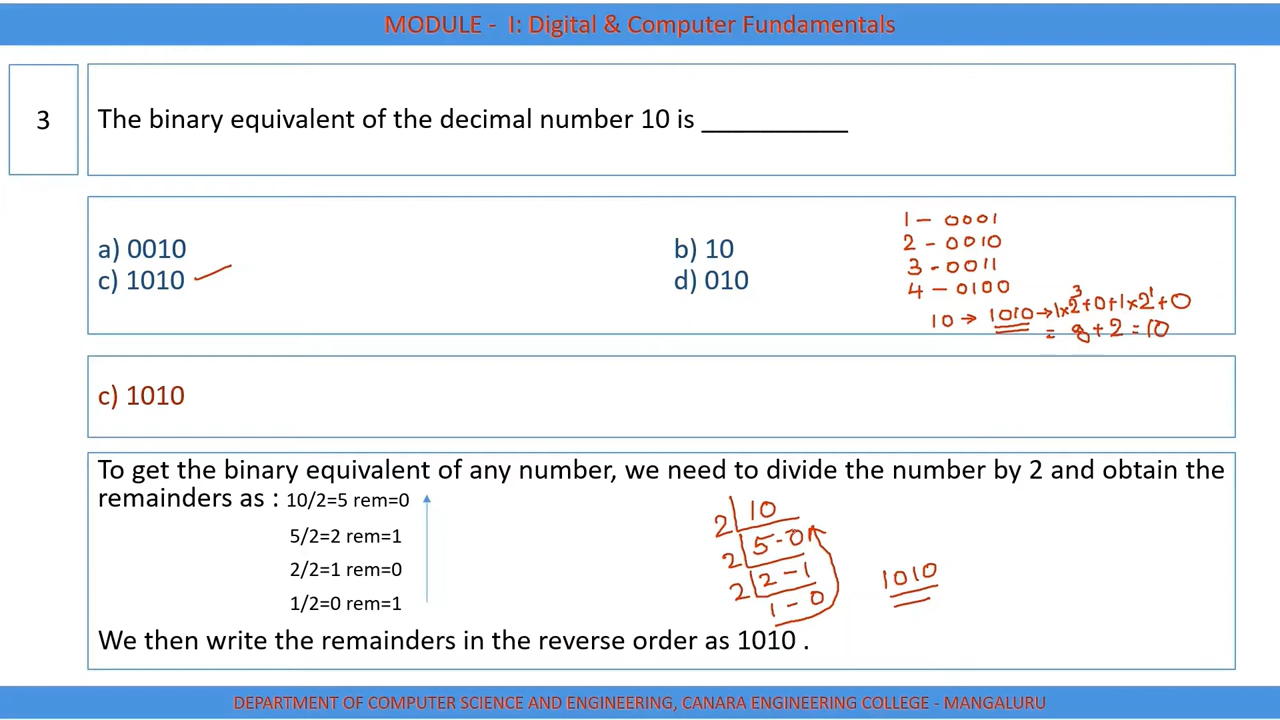 MODULE - I: Digital & Computer Fundamentals
3
The binary equivalent of the decimal number 10 is ___________
a) 0010
b) 10
c) 1010
d) 010
1 - 0001
2 - 0010
3 - 0011
4 - 0100
10 → 1010 → 1x2³+0+1x2¹+0
= 8+2=10
c) 1010
To get the binary equivalent of any number, we need to divide the number by 2 and obtain the
remainders as : 10/2=5 rem=0
5/2=2 rem=1
2/2=1 rem=0
1/2=0 rem=1
2 10
2 5-0
2 2-1
1-0
1010
We then write the remainders in the reverse order as 1010 .
DEPARTMENT OF COMPUTER SCIENCE AND ENGINEERING, CANARA ENGINEERING COLLEGE - MANGALURU